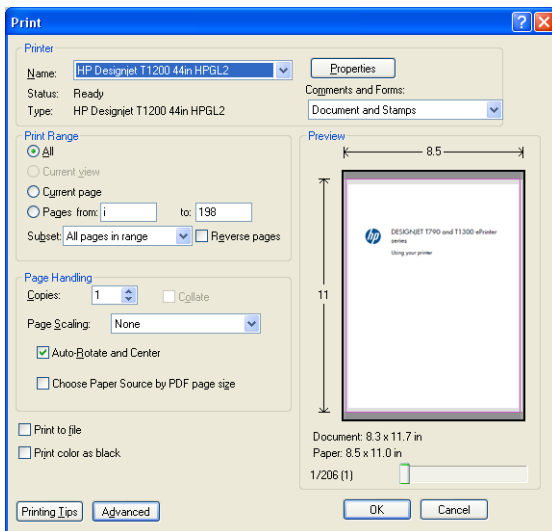 Print
Printer
Name: HP Designjet T1200 44in HPGL2
Properties
Status: Ready
Type: HP Designjet T1200 44in HPGL2
Comments and Forms:
Document and Stamps
Print Range
All
Current view
Current page
Pages from: i to: 198
Subset: All pages in range Reverse pages
Page Handling
Copies: 1 Collate
Page Scaling: None
Auto-Rotate and Center
Choose Paper Source by PDF page size
Print to file
Print color as black
Preview
8.5
11
hp
DESIGNJET T790 and T1300 ePrinter
series
Using your printer
Document: 8.3 x 11.7 in
Paper: 8.5 x 11.0 in
1/206 (1)
Printing Tips
Advanced
OK
Cancel